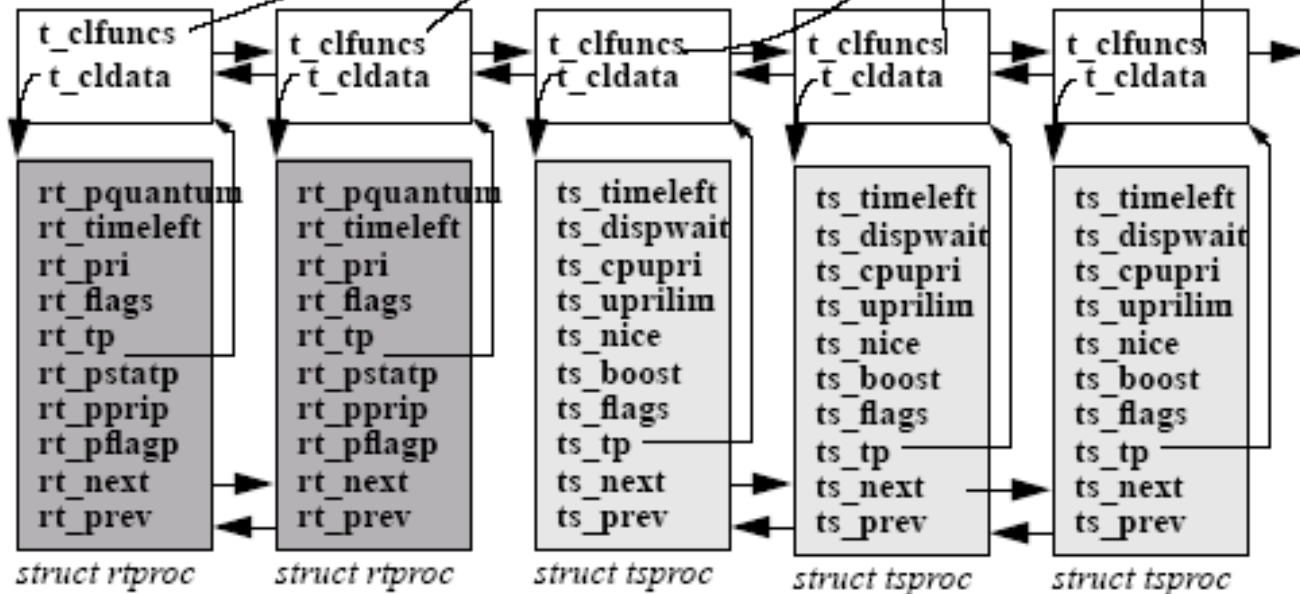 t_clfuncs
t_cldata
rt_pquantum
rt_timeleft
rt_pri
rt_flags
rt_tp
rt_pstatp
rt_pprip
rt_pflagp
rt_next
rt_prev
struct rtproc
t_clfuncs
t_cldata
rt_pquantum
rt_timeleft
rt_pri
rt_flags
rt_tp
rt_pstatp
rt_pprip
rt_pflagp
rt_next
rt_prev
struct rtproc
t_clfuncs
t_cldata
ts_timeleft
ts_dispwait
ts_cpupri
ts_uprilim
ts_nice
ts_boost
ts_flags
ts_tp
ts_next
ts_prev
struct tsproc
t_clfuncs
t_cldata
ts_timeleft
ts_dispwait
ts_cpupri
ts_uprilim
ts_nice
ts_boost
ts_flags
ts_tp
ts_next
ts_prev
struct tsproc
t_clfuncs
t_cldata
ts_timeleft
ts_dispwait
ts_cpupri
ts_uprilim
ts_nice
ts_boost
ts_flags
ts_tp
ts_next
ts_prev
struct tsproc